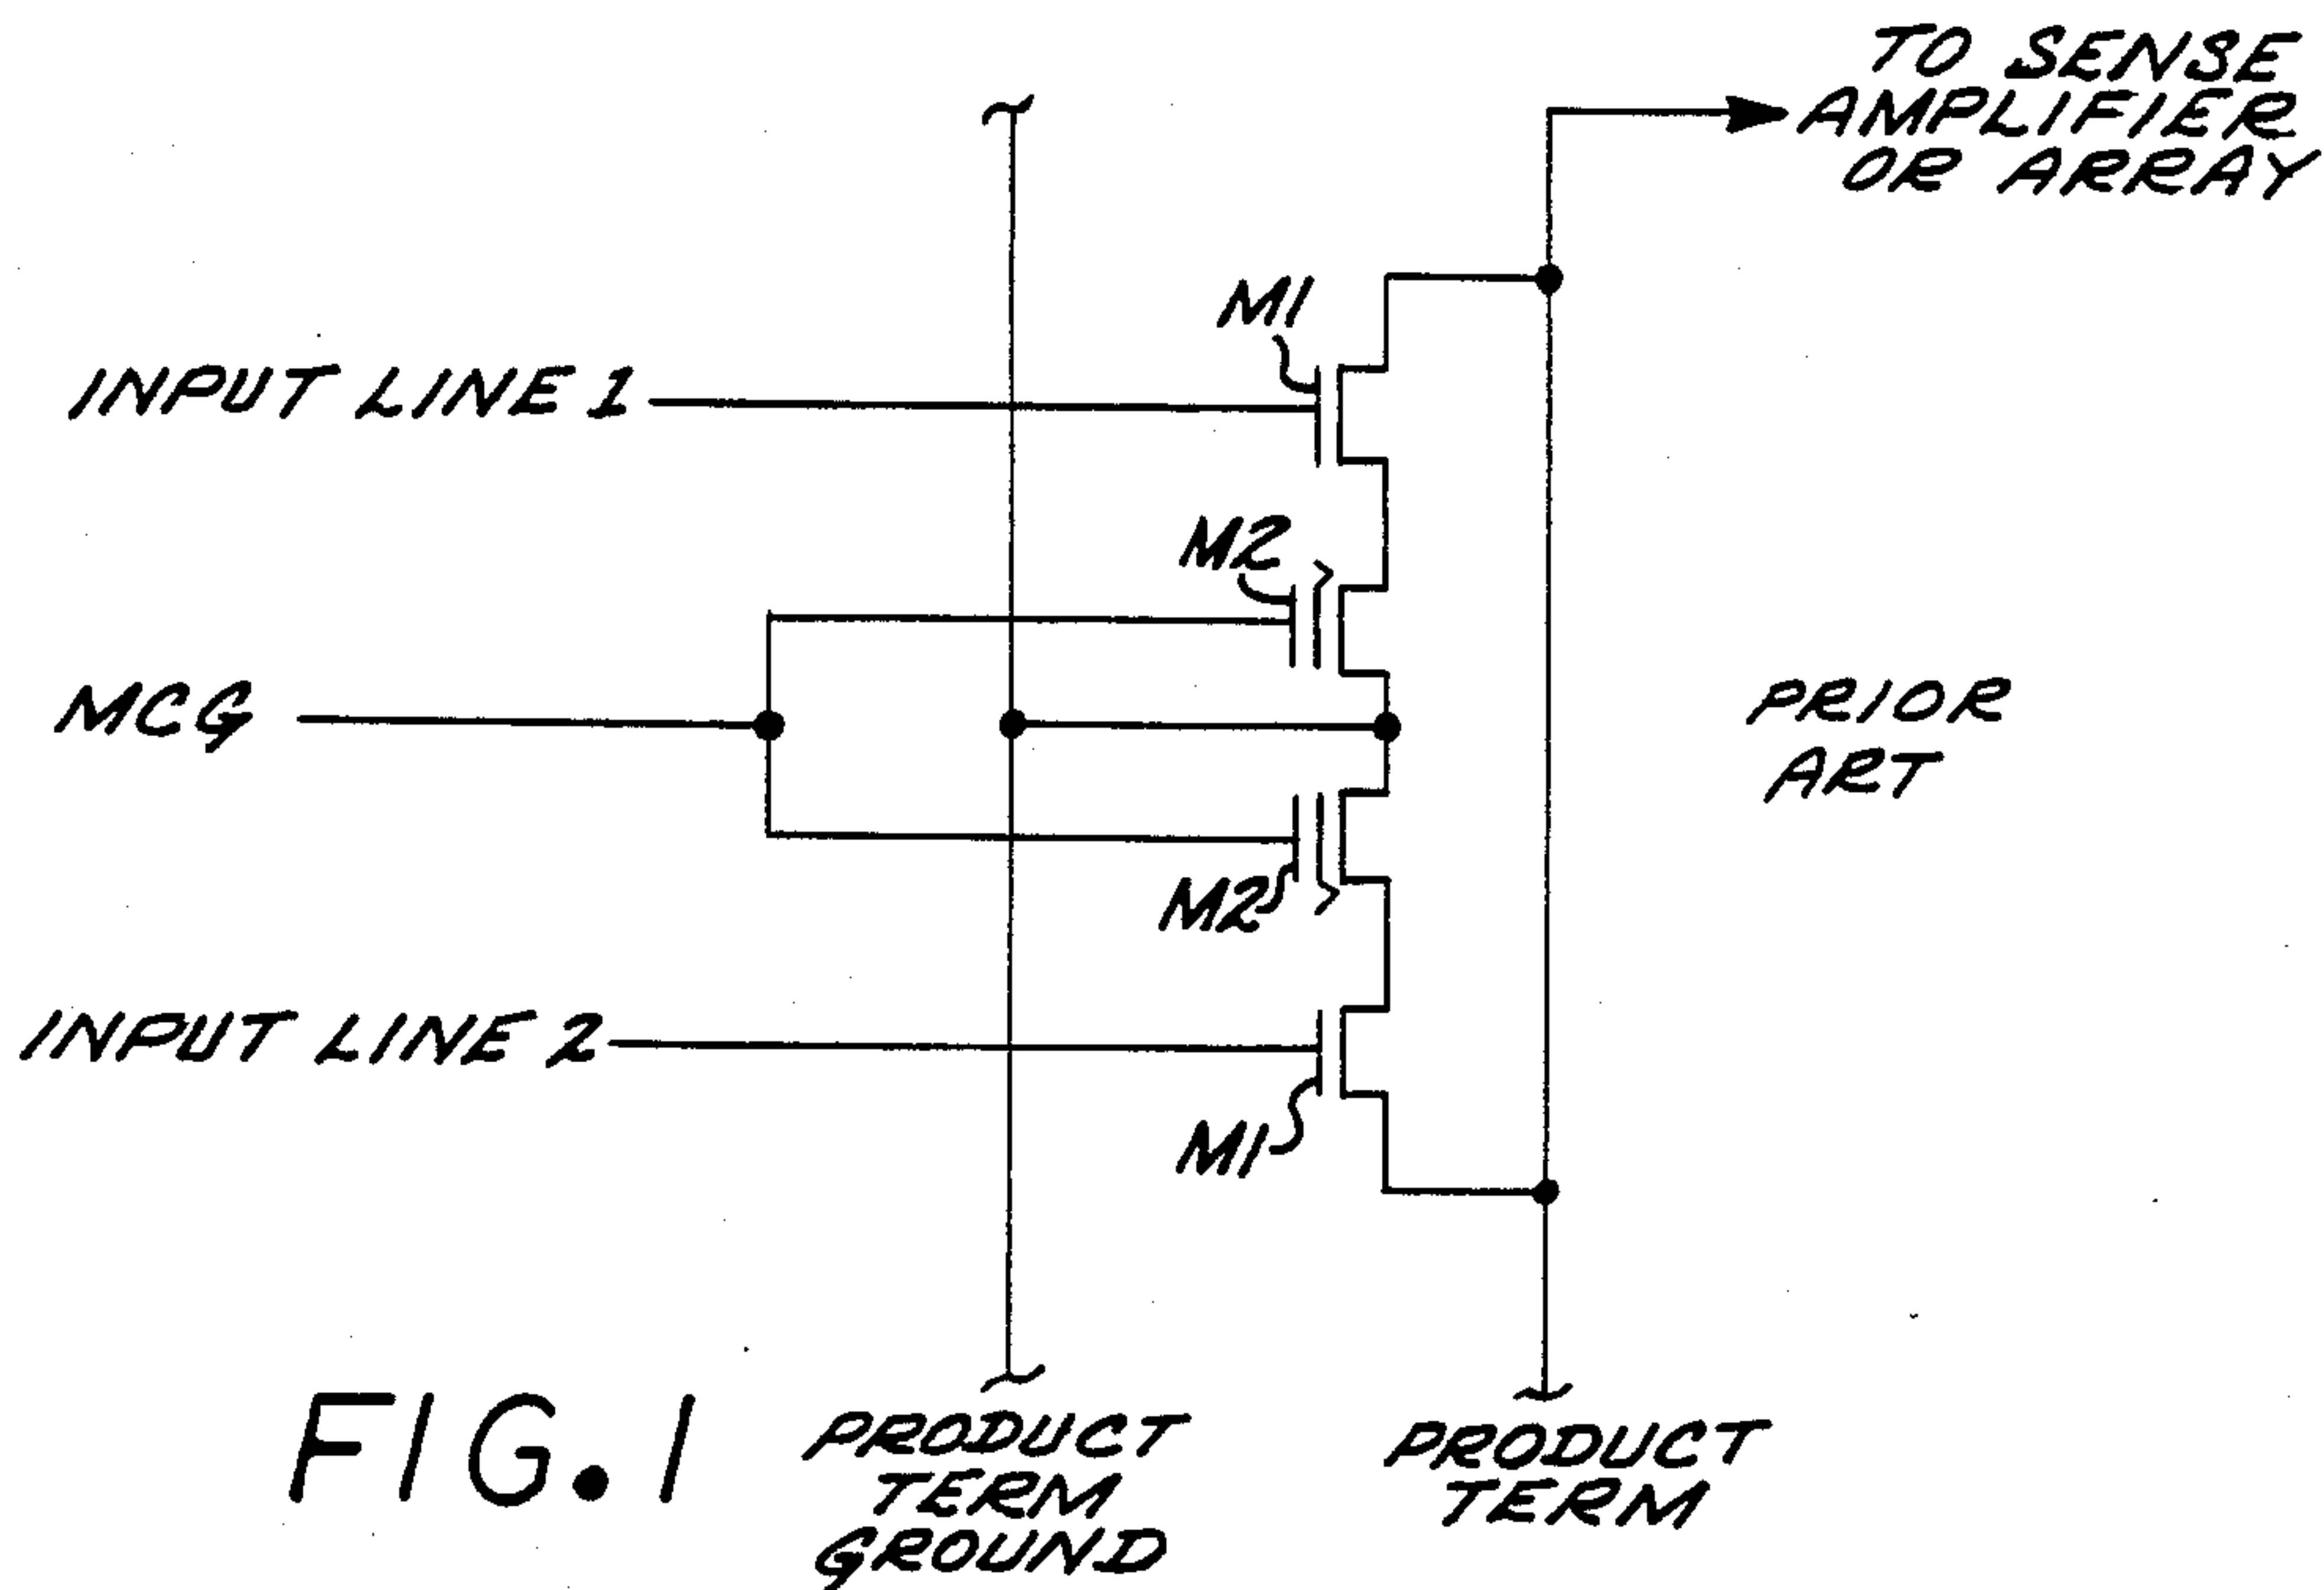 TO SENSE
AMPLIFIER
OR ARRAY
M1
INPUT LINE 1
M2
MCG
PRIOR
ART
M2
INPUT LINE 2
M1
FIG. 1
PRODUCT
TERM
GROUND
PRODUCT
TERM